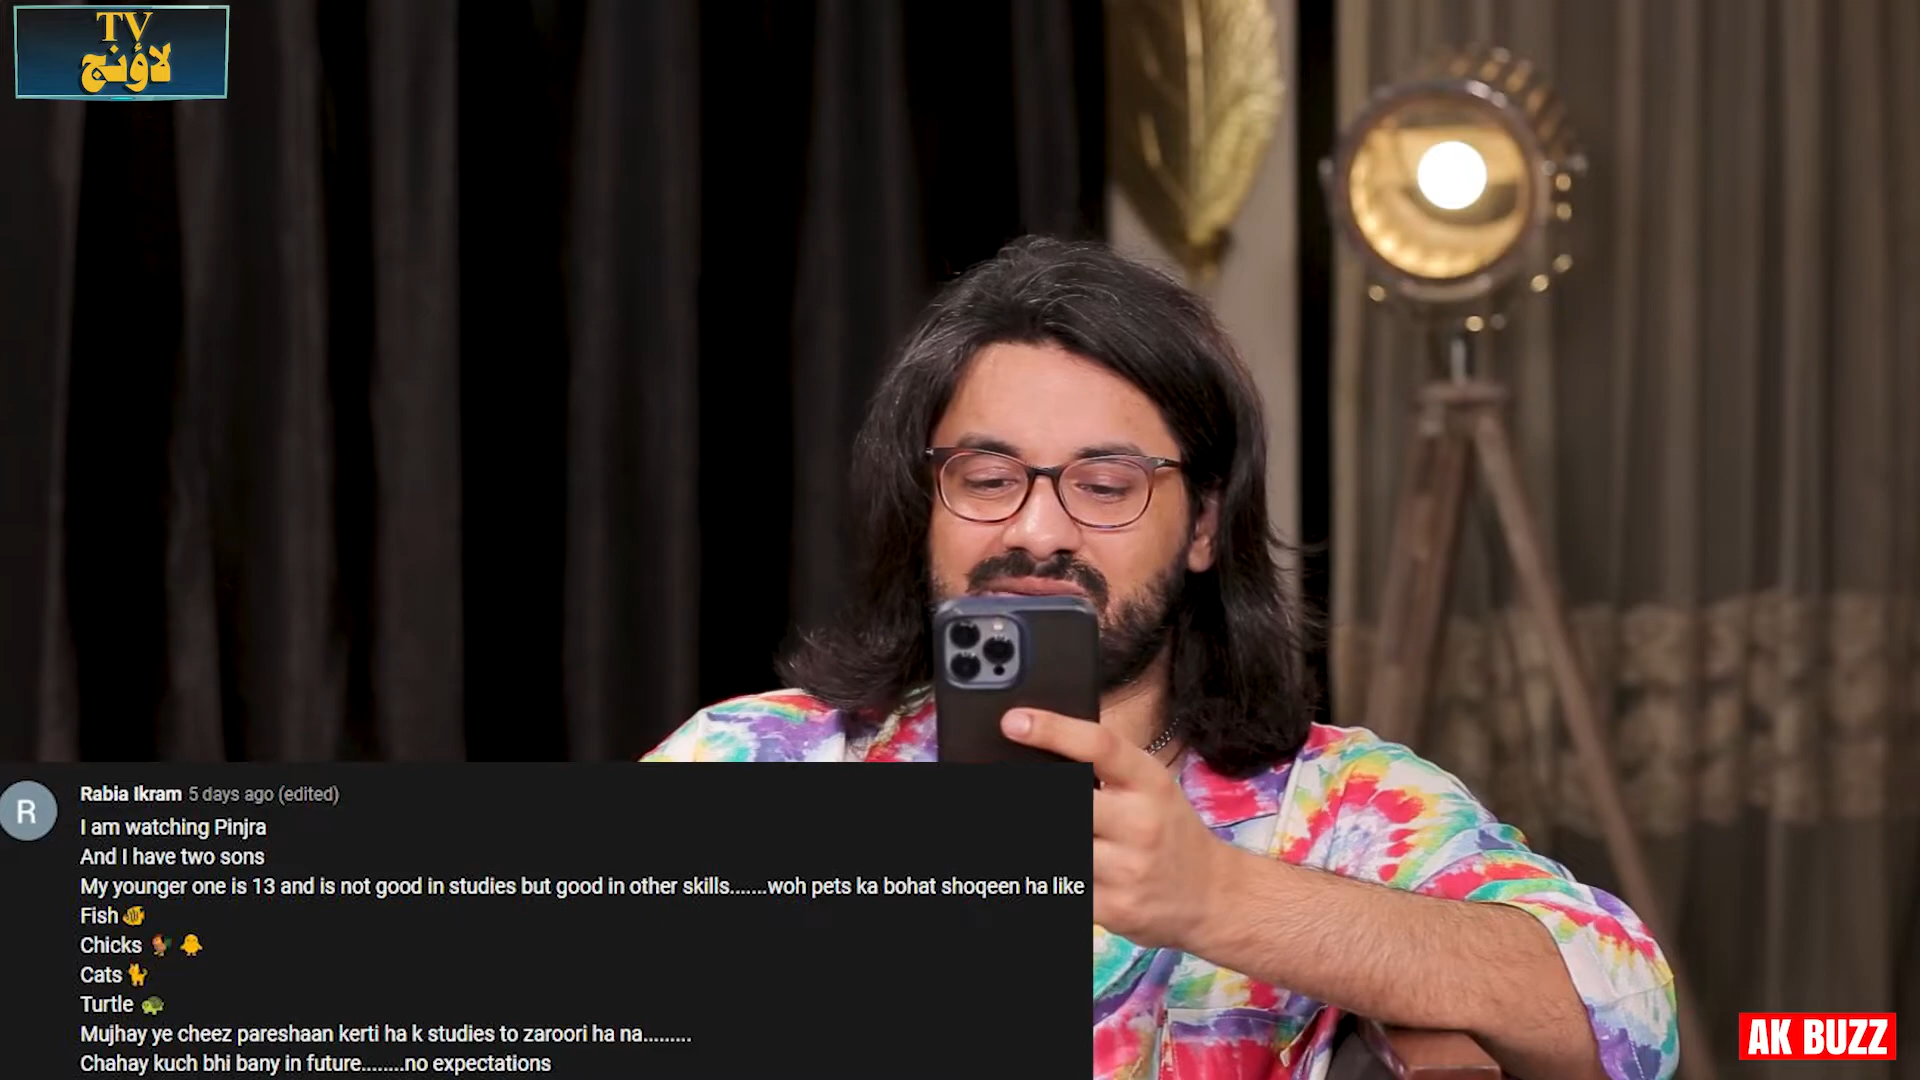 TV
لاؤنج
Rabia Ikram 5 days ago (edited)
I am watching Pinjra
And I have two sons
My younger one is 13 and is not good in studies but good in other skills.......woh pets ka bohat shoqeen ha like
Fish 🐠
Chicks 🐓 🐥
Cats 🐈
Turtle 🐢
Mujhay ye cheez pareshaan kerti ha k studies to zaroori ha na.........
Chahay kuch bhi bany in future........no expectations
AK BUZZ